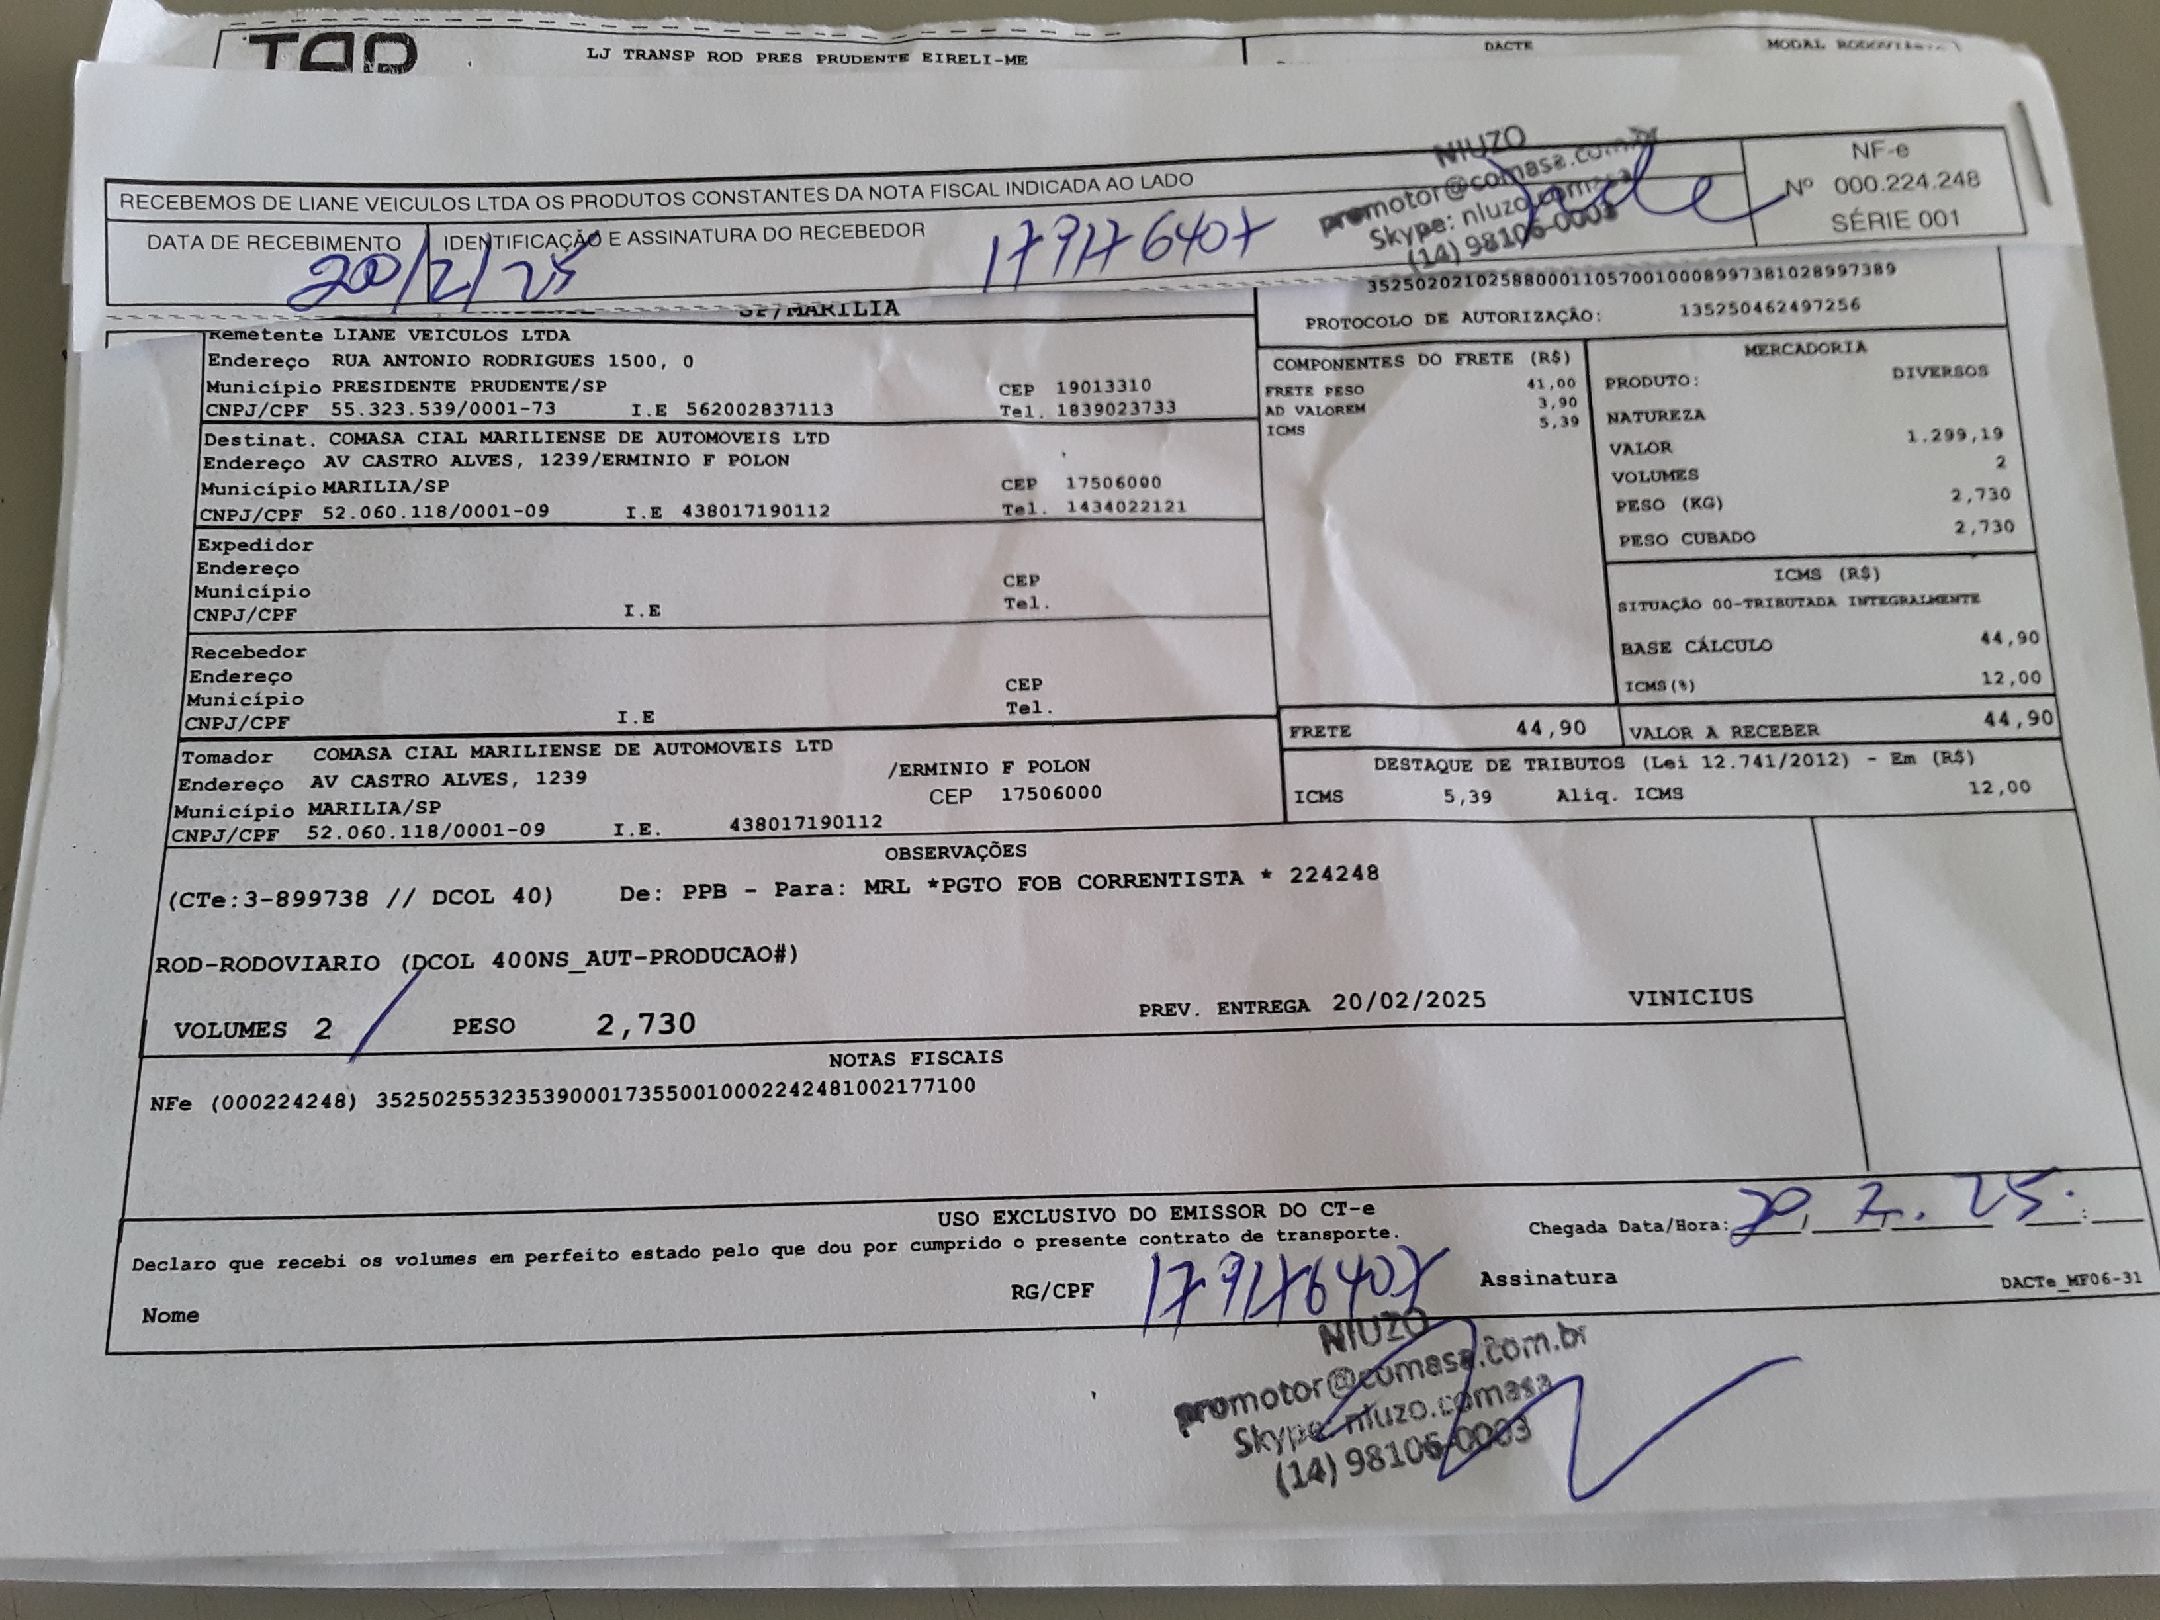 TAP
LJ TRANSP ROD PRES PRUDENTE EIRELI-ME
DACTE
MODAL RODOVIÁRIO
RECEBEMOS DE LIANE VEICULOS LTDA OS PRODUTOS CONSTANTES DA NOTA FISCAL INDICADA AO LADO
NF-e
Nº 000.224.248
SÉRIE 001
DATA DE RECEBIMENTO
20/2/25
IDENTIFICAÇÃO E ASSINATURA DO RECEBEDOR
NIUZO
promotor@comasa.com.br
Skype: niuzo.comasa
(14) 98106-0003
35250202102588000110570010008997381028997389
SP/MARILIA
PROTOCOLO DE AUTORIZAÇÃO: 135250462497256
Remetente LIANE VEICULOS LTDA
Endereço RUA ANTONIO RODRIGUES 1500, 0
Município PRESIDENTE PRUDENTE/SP CEP 19013310
CNPJ/CPF 55.323.539/0001-73 I.E 562002837113 Tel. 1839023733
Destinat. COMASA CIAL MARILIENSE DE AUTOMOVEIS LTD
Endereço AV CASTRO ALVES, 1239/ERMINIO F POLON
Município MARILIA/SP CEP 17506000
CNPJ/CPF 52.060.118/0001-09 I.E 438017190112 Tel. 1434022121
Expedidor
Endereço
Município CEP
CNPJ/CPF I.E Tel.
Recebedor
Endereço
Município CEP
CNPJ/CPF I.E Tel.
Tomador COMASA CIAL MARILIENSE DE AUTOMOVEIS LTD
Endereço AV CASTRO ALVES, 1239 /ERMINIO F POLON
Município MARILIA/SP CEP 17506000
CNPJ/CPF 52.060.118/0001-09 I.E. 438017190112
COMPONENTES DO FRETE (R$)
FRETE PESO 41,00
AD VALOREM 3,90
ICMS 5,39
MERCADORIA
PRODUTO: DIVERSOS
NATUREZA
VALOR 1.299,19
VOLUMES 2
PESO (KG) 2,730
PESO CUBADO 2,730
ICMS (R$)
SITUAÇÃO 00-TRIBUTADA INTEGRALMENTE
BASE CÁLCULO 44,90
ICMS(%) 12,00
FRETE 44,90 VALOR A RECEBER 44,90
DESTAQUE DE TRIBUTOS (Lei 12.741/2012) - Em (R$)
ICMS 5,39 Aliq. ICMS 12,00
OBSERVAÇÕES
(CTe:3-899738 // DCOL 40) De: PPB - Para: MRL *PGTO FOB CORRENTISTA * 224248
ROD-RODOVIARIO (DCOL 400NS_AUT-PRODUCAO#)
VOLUMES 2 PESO 2,730 PREV. ENTREGA 20/02/2025 VINICIUS
NOTAS FISCAIS
NFe (000224248) 35250255323539000173550010002242481002177100
USO EXCLUSIVO DO EMISSOR DO CT-e
Declaro que recebi os volumes em perfeito estado pelo que dou por cumprido o presente contrato de transporte.
Chegada Data/Hora: 20, 2, 25
Nome RG/CPF Assinatura
DACTe_MF06-31
NIUZO
promotor@comasa.com.br
Skype: niuzo.comasa
(14) 98106-0003